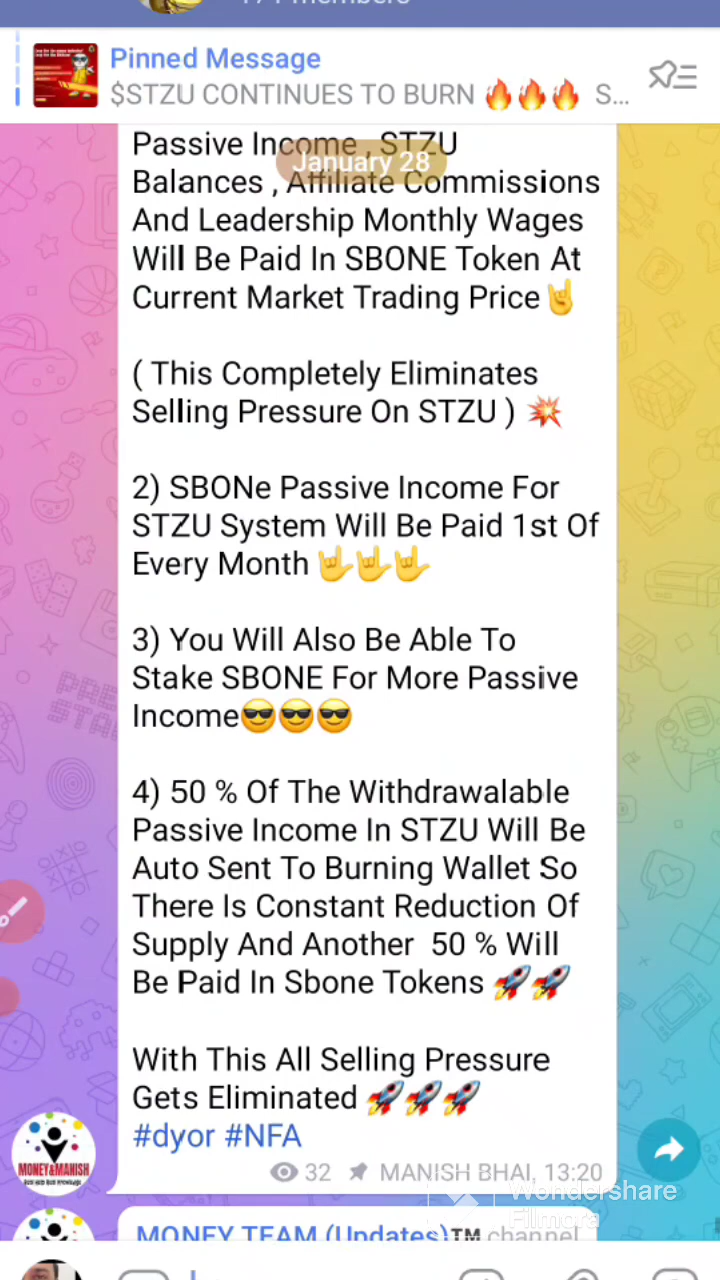 Pinned Message
$STZU CONTINUES TO BURN 🔥🔥🔥 S...
January 28
Passive Income , STZU
Balances , Affiliate Commissions
And Leadership Monthly Wages
Will Be Paid In SBONE Token At
Current Market Trading Price🤘
( This Completely Eliminates
Selling Pressure On STZU ) 💥
2) SBONe Passive Income For
STZU System Will Be Paid 1st Of
Every Month 🤟🤟🤟
3) You Will Also Be Able To
Stake SBONE For More Passive
Income😎😎😎
4) 50 % Of The Withdrawalable
Passive Income In STZU Will Be
Auto Sent To Burning Wallet So
There Is Constant Reduction Of
Supply And Another 50 % Will
Be Paid In Sbone Tokens 🚀🚀
With This All Selling Pressure
Gets Eliminated 🚀🚀🚀
#dyor #NFA
32 MANISH BHAI, 13:20
MONEY&MANISH
Wondershare
Filmora
MONEY TEAM (Updates)™ channel